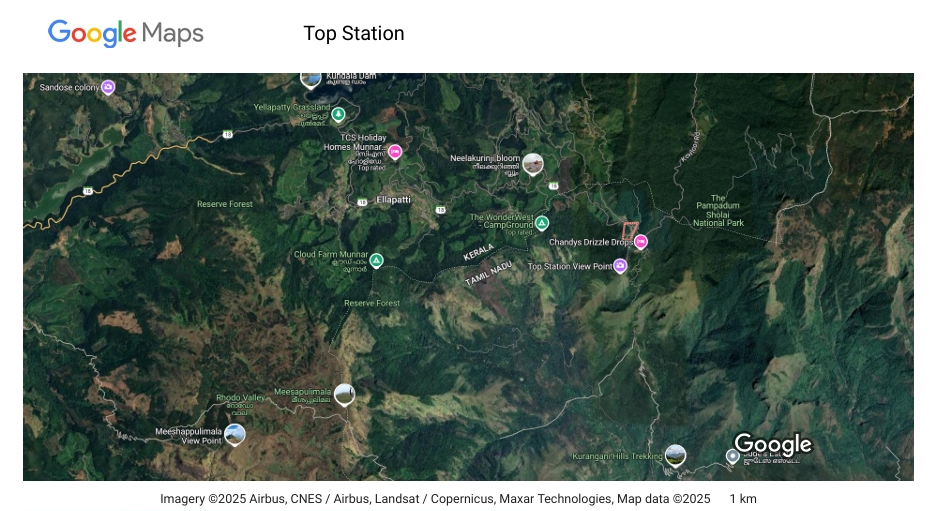 Google Maps
Top Station
Kundala Dam
Sandose colony
Yellapatty Grassland
18
TCS Holiday
Homes Munnar...
Top rated
Neelakurinji bloom
18
18
18
18
Ellapatti
Reserve Forest
The
Pampadum
Sholai
National Park
The WonderWest
- CampGround
Top rated
Chandys Drizzle Drops
KERALA
TAMIL NADU
Cloud Farm Munnar
Top Station View Point
Reserve Forest
Meesapulimala
മീശപ്പുലിമല
Rhodo Valley
Meeshappulimala
View Point
Kurangani Hills Trekking
Google
Imagery ©2025 Airbus, CNES / Airbus, Landsat / Copernicus, Maxar Technologies, Map data ©2025 1 km